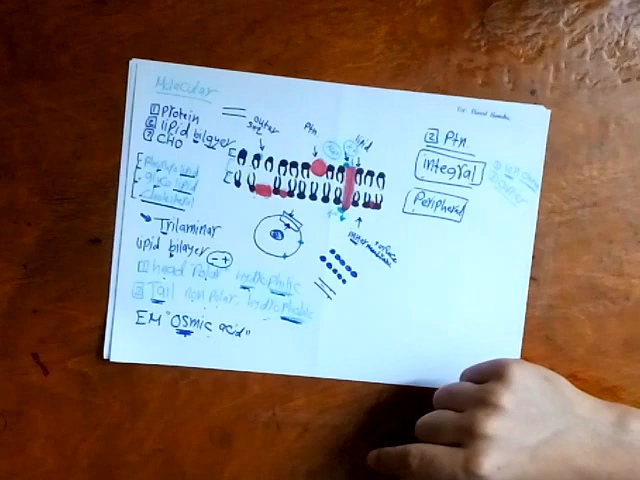 Molecular
1 protein
2 lipid bilayer
3 CHO
Phospholipid
glycolipid
cholesterol
Trilaminar
lipid bilayer
- +
1 head polar hydrophilic
2 Tail non polar, hydrophobic
EM "Osmic acid"
outer
Ptn
lipid
surface
2 Ptn
integral
Peripheral